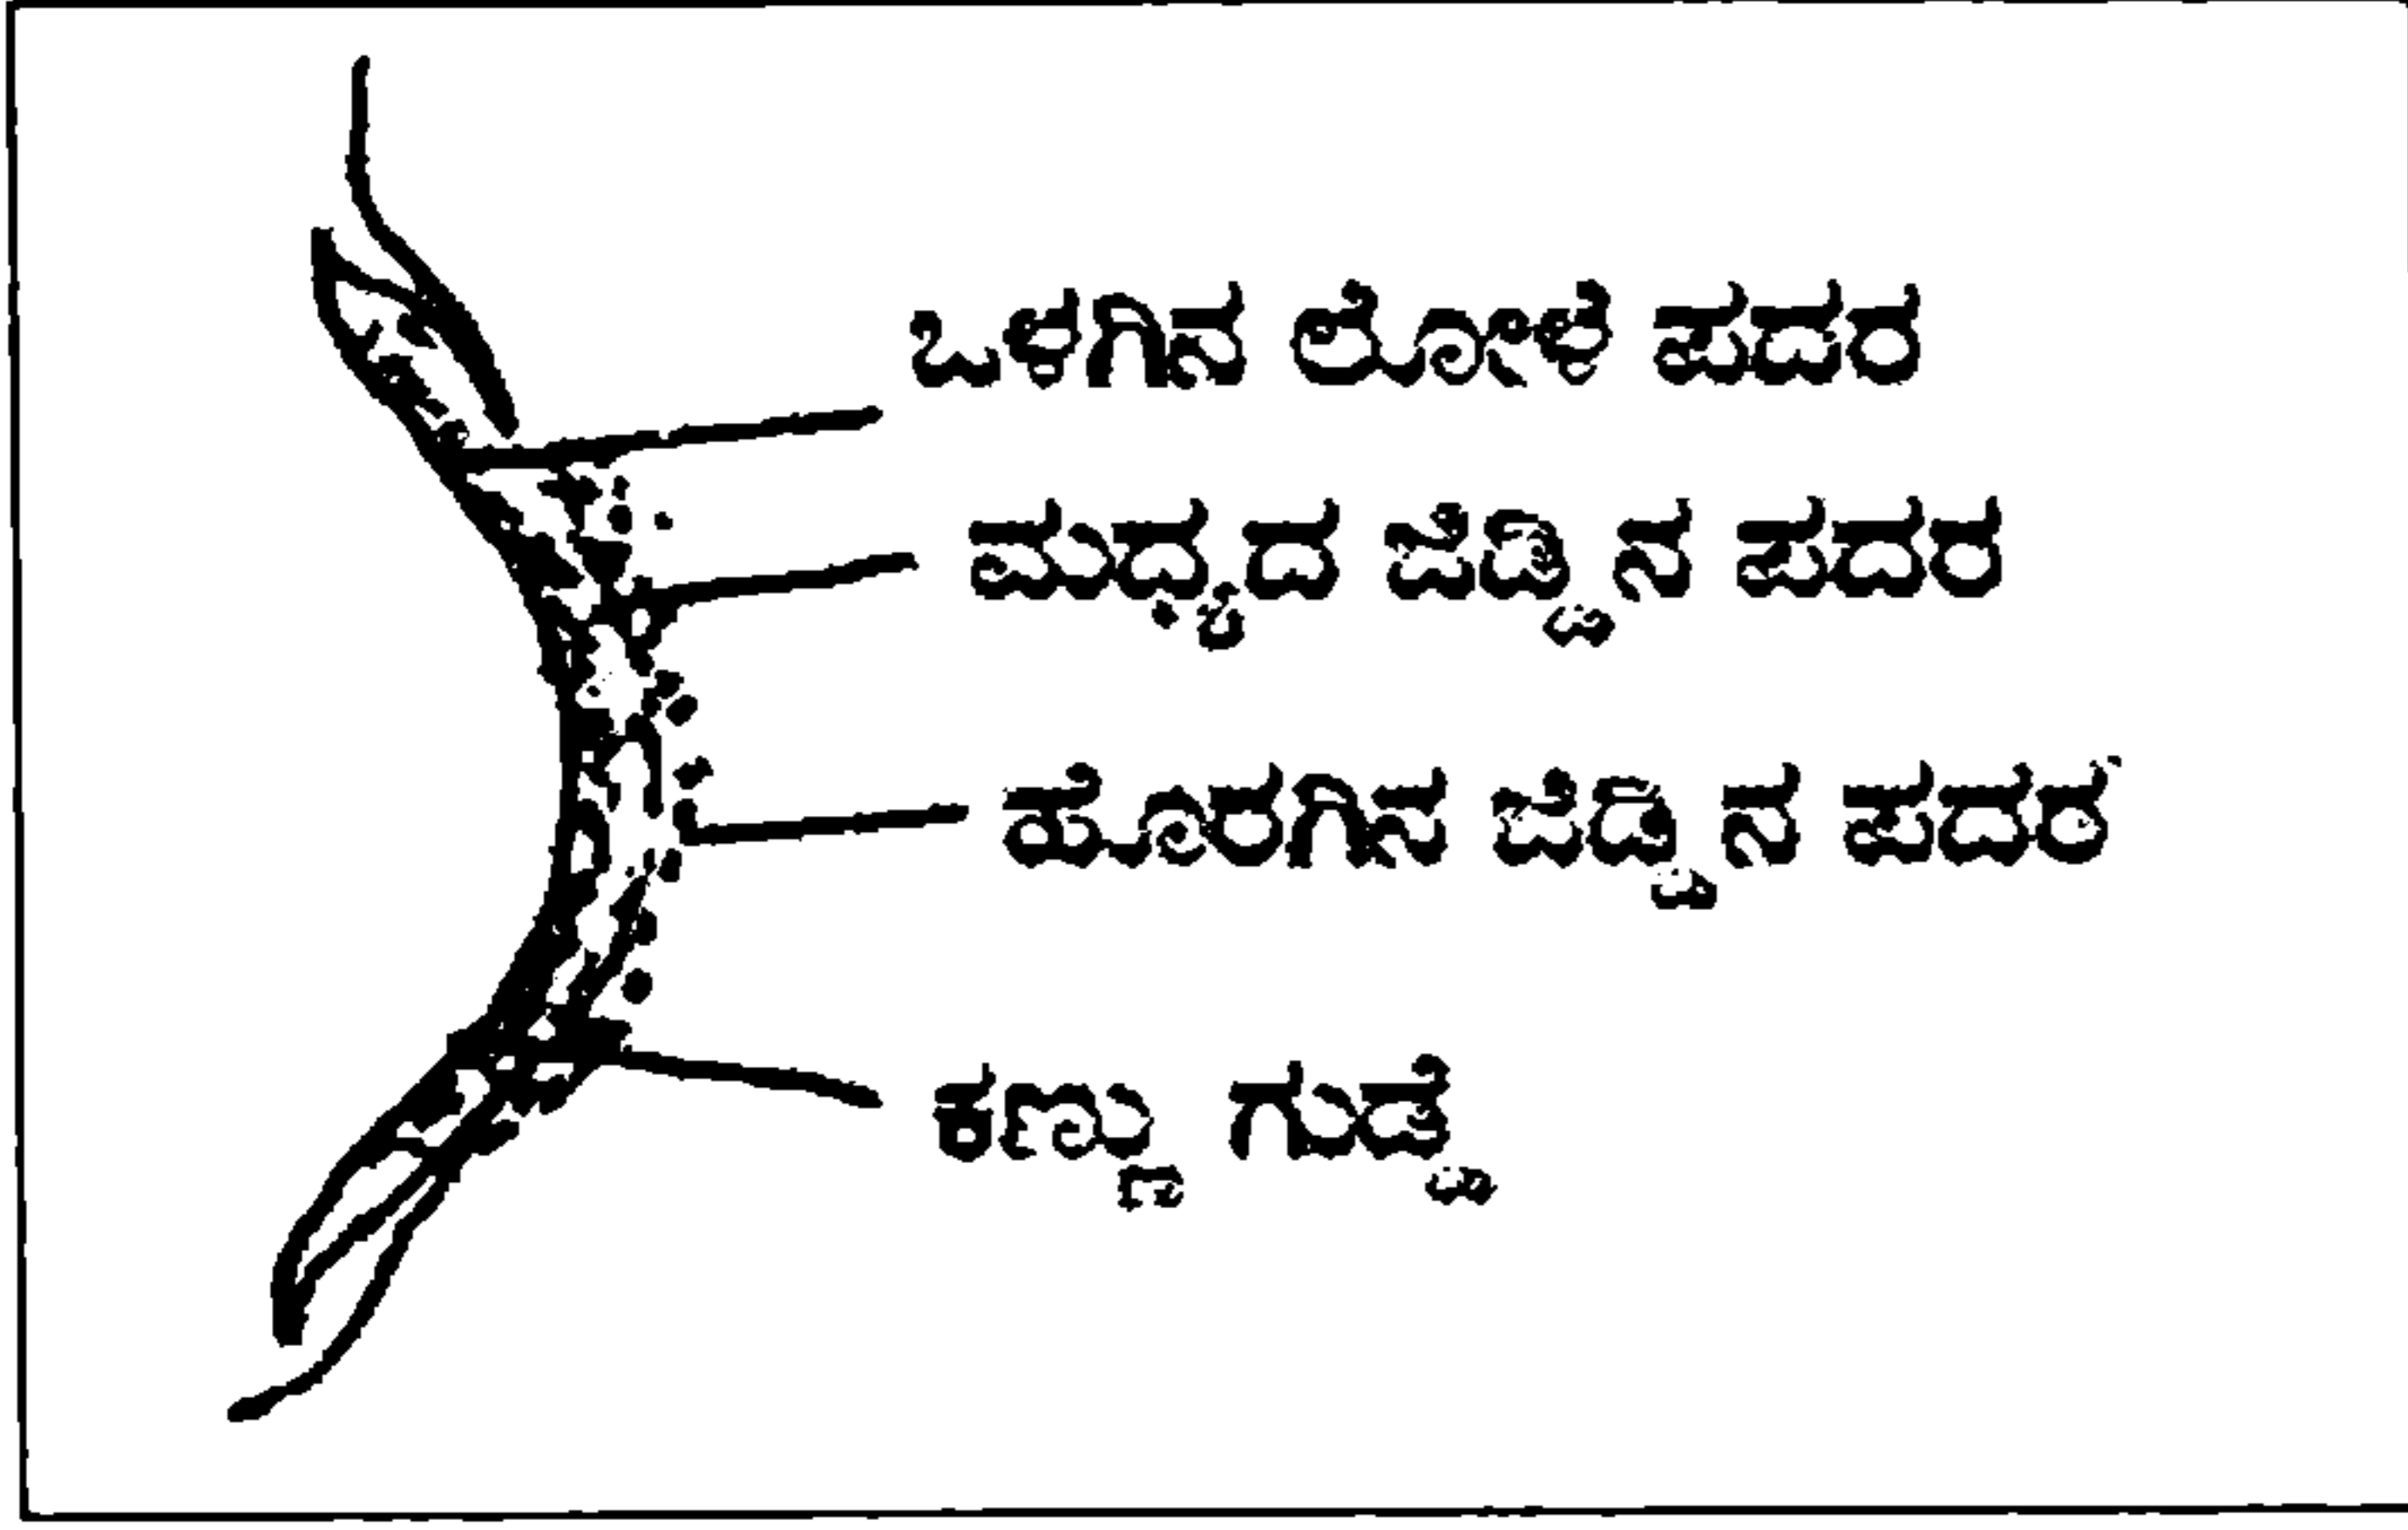 ಒಳಗಿನ ಲೋಳೆ ಪದರ
ಮಧ್ಯದ ಜಿಡ್ಡಿನ ಪದರ
ಹೊರಗಿನ ಜಿಡ್ಡಿನ ಪದರ
ಕಣ್ಣು ಗುಡ್ಡೆ